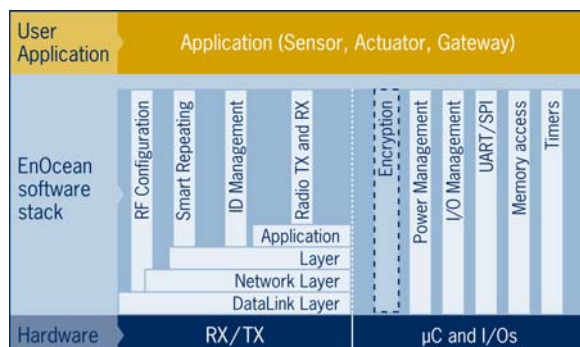 User
Application
Application (Sensor, Actuator, Gateway)
EnOcean
software
stack
RF Configuration
Smart Repeating
ID Management
Radio TX and RX
Encryption
Power Management
I/O Management
UART/SPI
Memory access
Timers
Application
Layer
Network Layer
DataLink Layer
Hardware
RX/TX
µC and I/Os